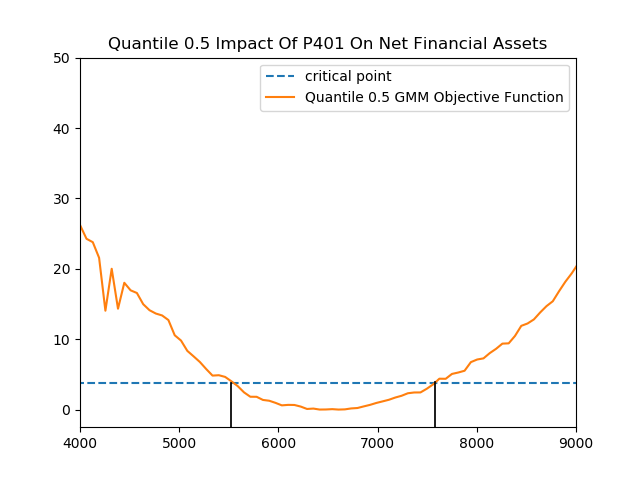 Quantile 0.5 Impact Of P401 On Net Financial Assets
critical point
Quantile 0.5 GMM Objective Function
50
40
30
20
10
0
4000 5000 6000 7000 8000 9000